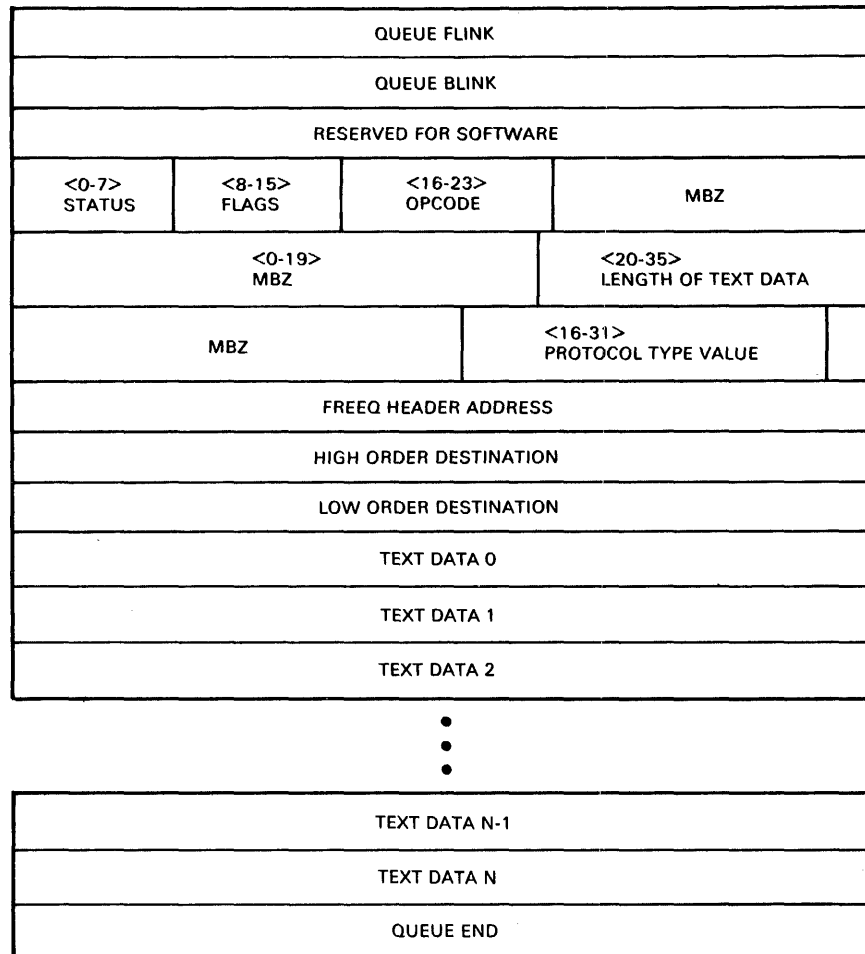 QUEUE FLINK
QUEUE BLINK
RESERVED FOR SOFTWARE
<0-7> <8-15> <16-23>
STATUS FLAGS OPCODE MBZ
<0-19> <20-35>
MBZ LENGTH OF TEXT DATA
<16-31>
MBZ PROTOCOL TYPE VALUE
FREEQ HEADER ADDRESS
HIGH ORDER DESTINATION
LOW ORDER DESTINATION
TEXT DATA 0
TEXT DATA 1
TEXT DATA 2
TEXT DATA N-1
TEXT DATA N
QUEUE END